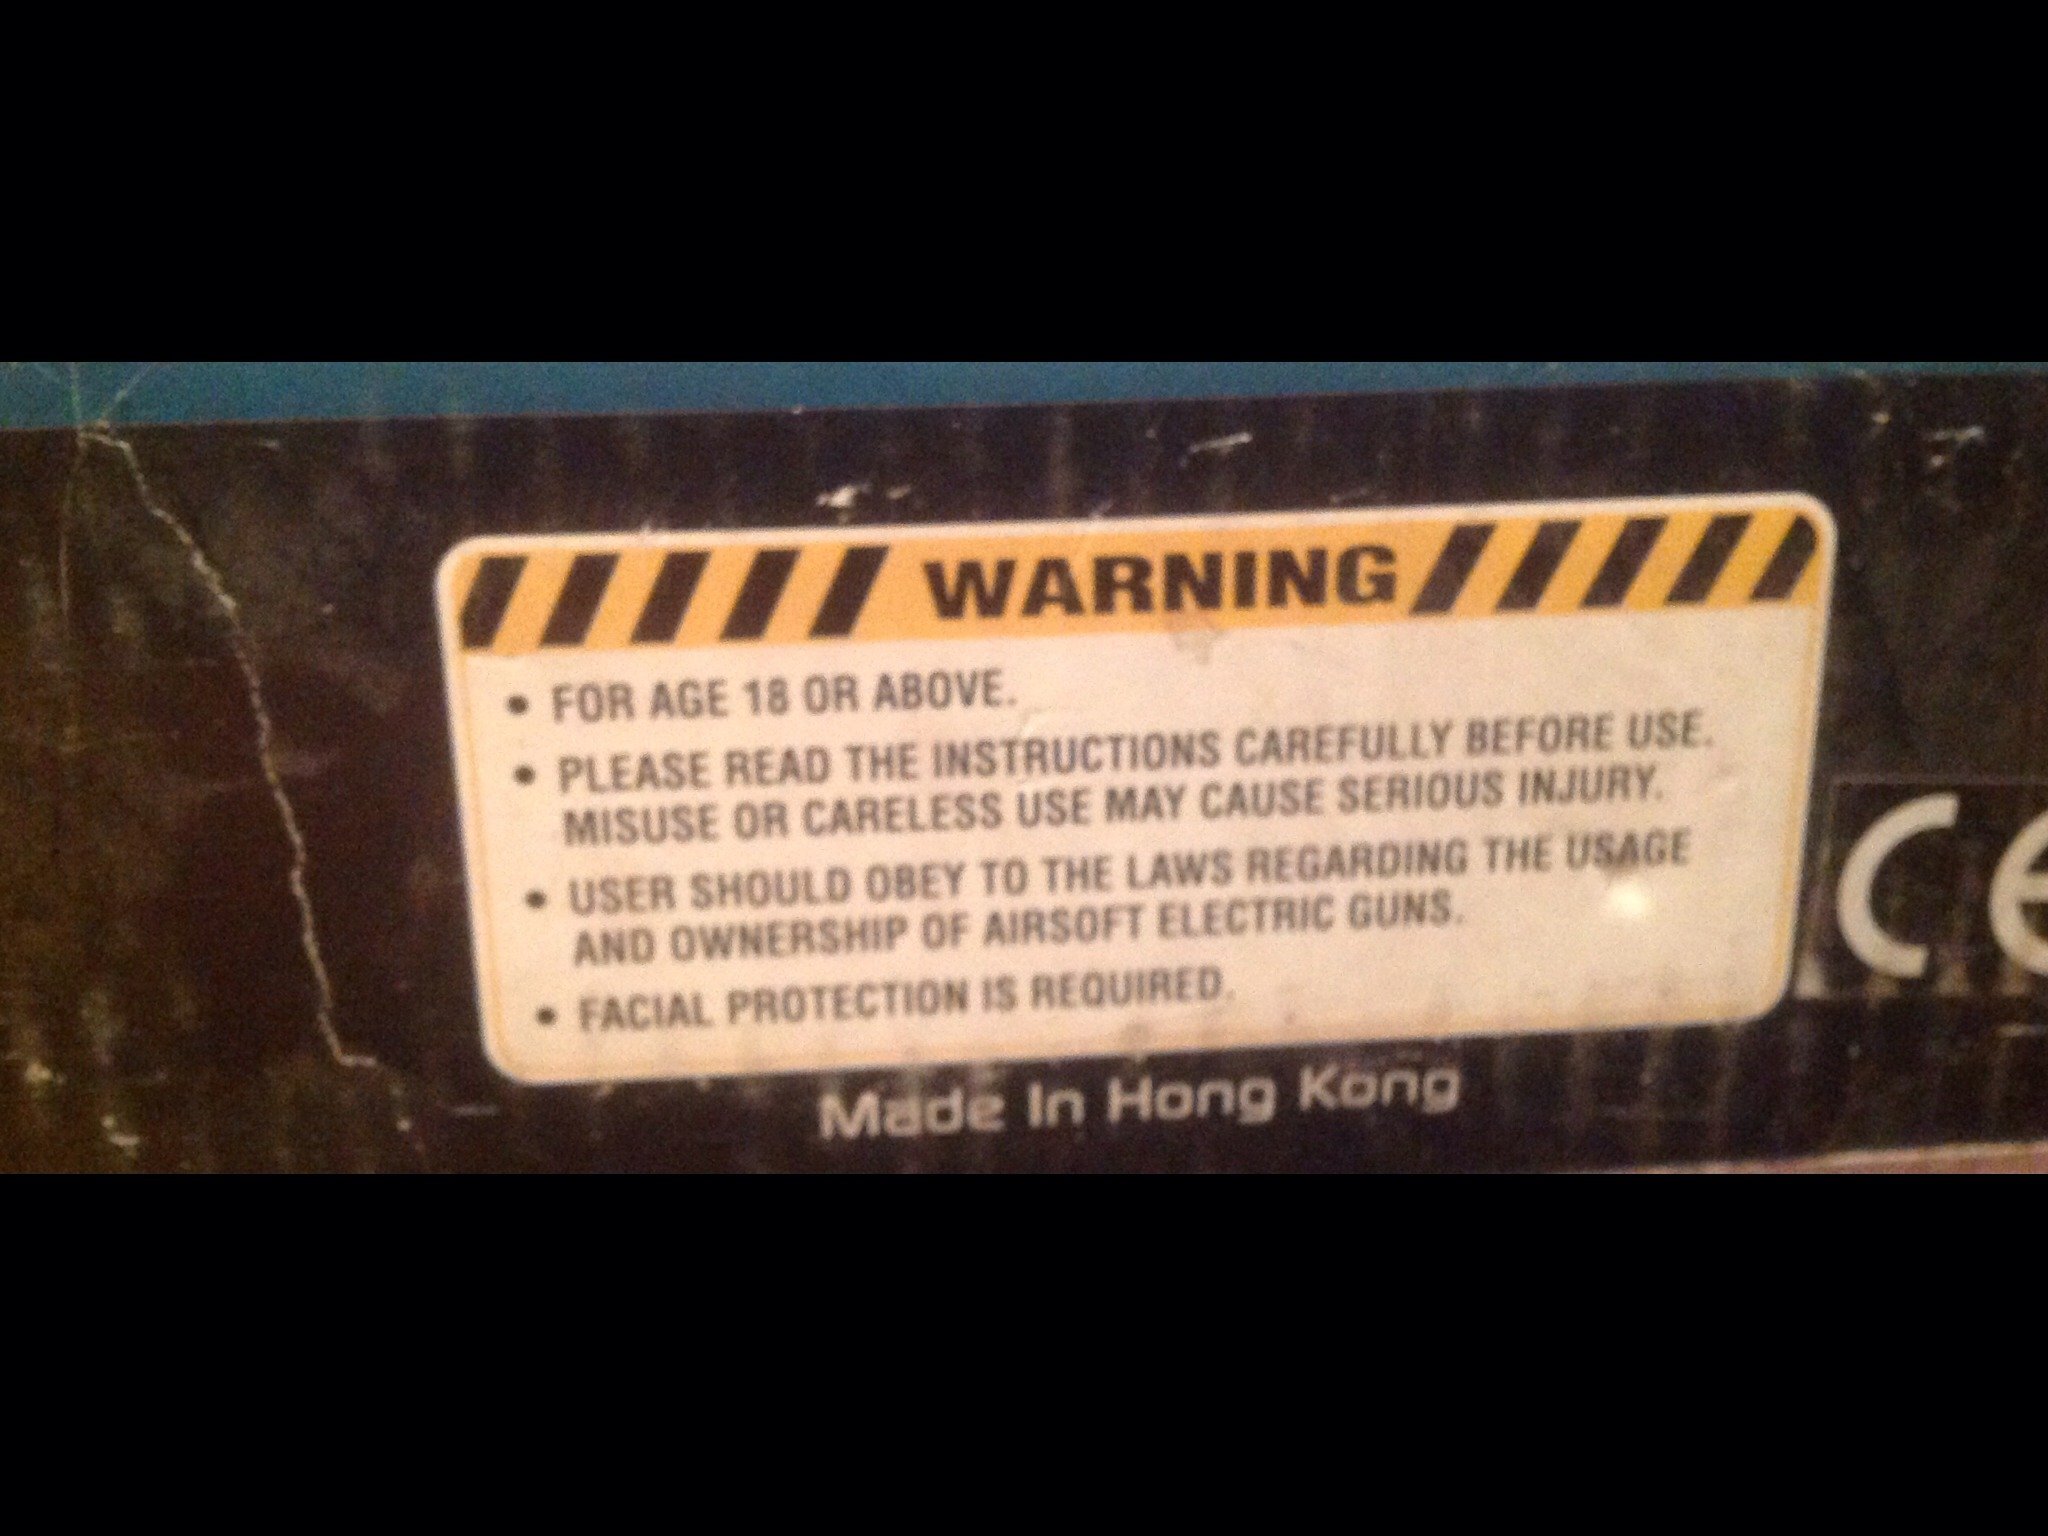 WARNING
• FOR AGE 18 OR ABOVE.
• PLEASE READ THE INSTRUCTIONS CAREFULLY BEFORE USE.
MISUSE OR CARELESS USE MAY CAUSE SERIOUS INJURY.
• USER SHOULD OBEY TO THE LAWS REGARDING THE USAGE
AND OWNERSHIP OF AIRSOFT ELECTRIC GUNS.
• FACIAL PROTECTION IS REQUIRED.
CE
Made In Hong Kong